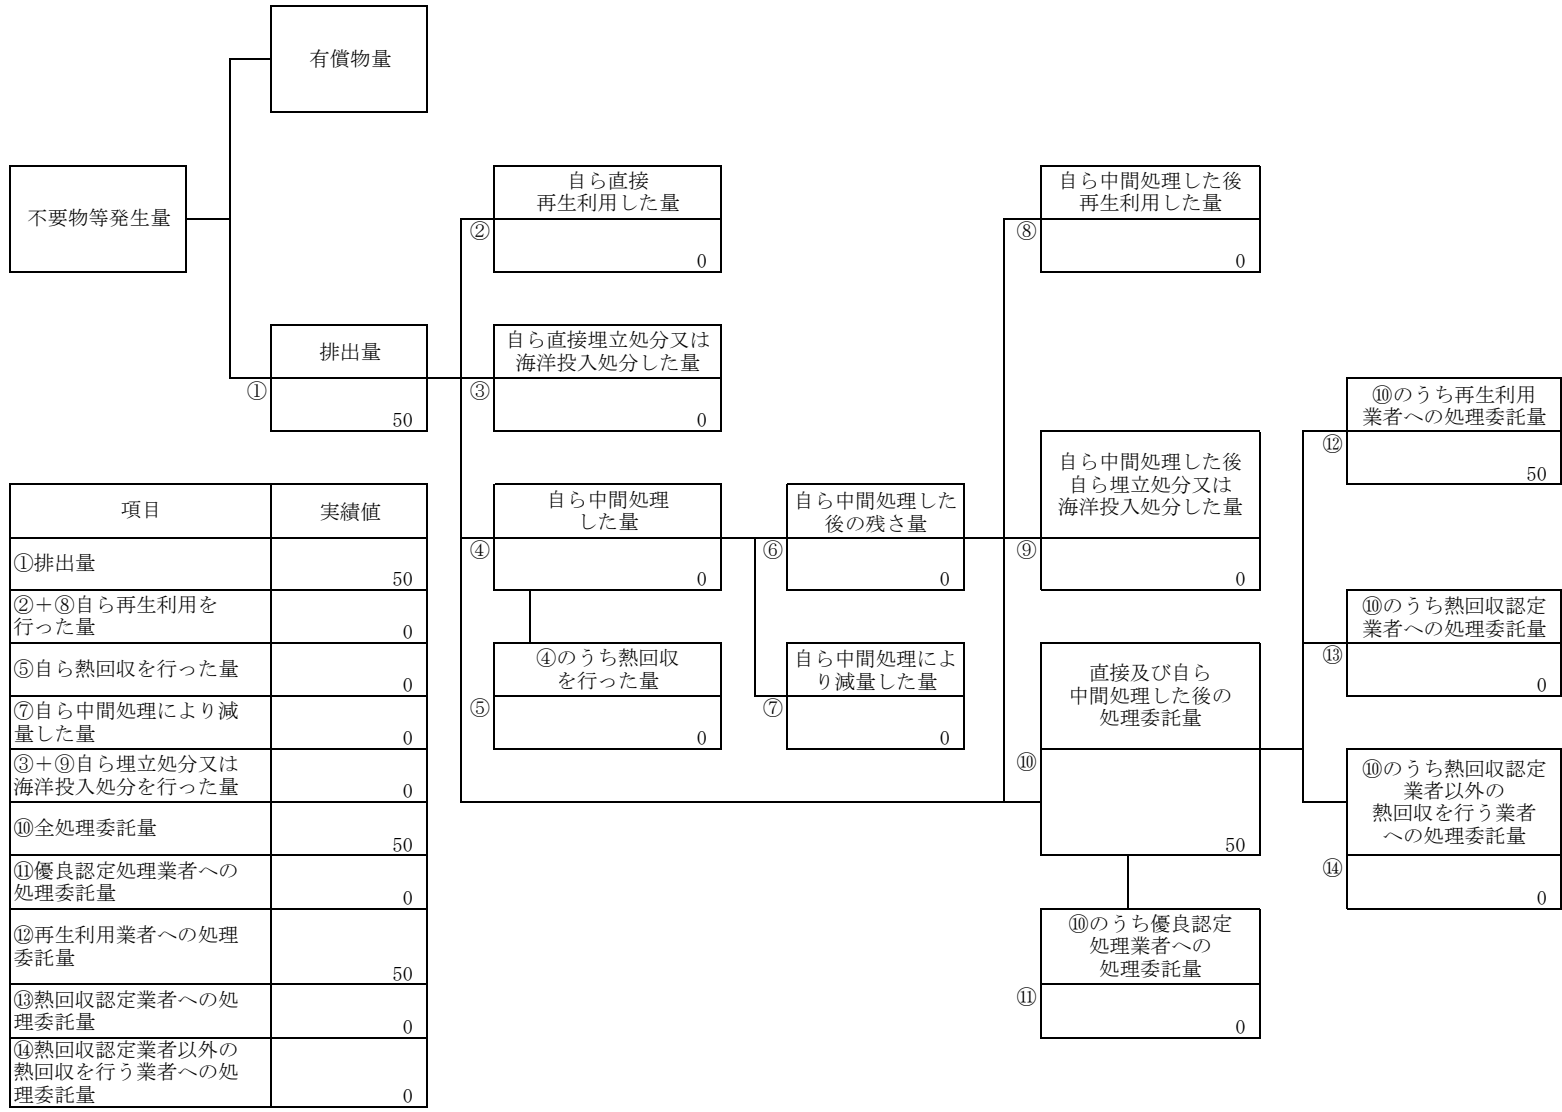 有償物量
不要物等発生量
自ら直接
再生利用した量
②
0
自ら中間処理した後
再生利用した量
⑧
0
排出量
①
50
自ら直接埋立処分又は
海洋投入処分した量
③
0
⑩のうち再生利用
業者への処理委託量
⑫
50
自ら中間処理
した量
④
0
自ら中間処理した
後の残さ量
⑥
0
自ら中間処理した後
自ら埋立処分又は
海洋投入処分した量
⑨
0
⑩のうち熱回収認定
業者への処理委託量
⑬
0
④のうち熱回収
を行った量
⑤
0
自ら中間処理によ
り減量した量
⑦
0
直接及び自ら
中間処理した後の
処理委託量
⑩
50
⑩のうち熱回収認定
業者以外の
熱回収を行う業者
への処理委託量
⑭
0
⑩のうち優良認定
処理業者への
処理委託量
⑪
0
項目 実績値
①排出量
50
②＋⑧自ら再生利用を
行った量
0
⑤自ら熱回収を行った量
0
⑦自ら中間処理により減
量した量
0
③＋⑨自ら埋立処分又は
海洋投入処分を行った量
0
⑩全処理委託量
50
⑪優良認定処理業者への
処理委託量
0
⑫再生利用業者への処理
委託量
50
⑬熱回収認定業者への処
理委託量
0
⑭熱回収認定業者以外の
熱回収を行う業者への処
理委託量
0